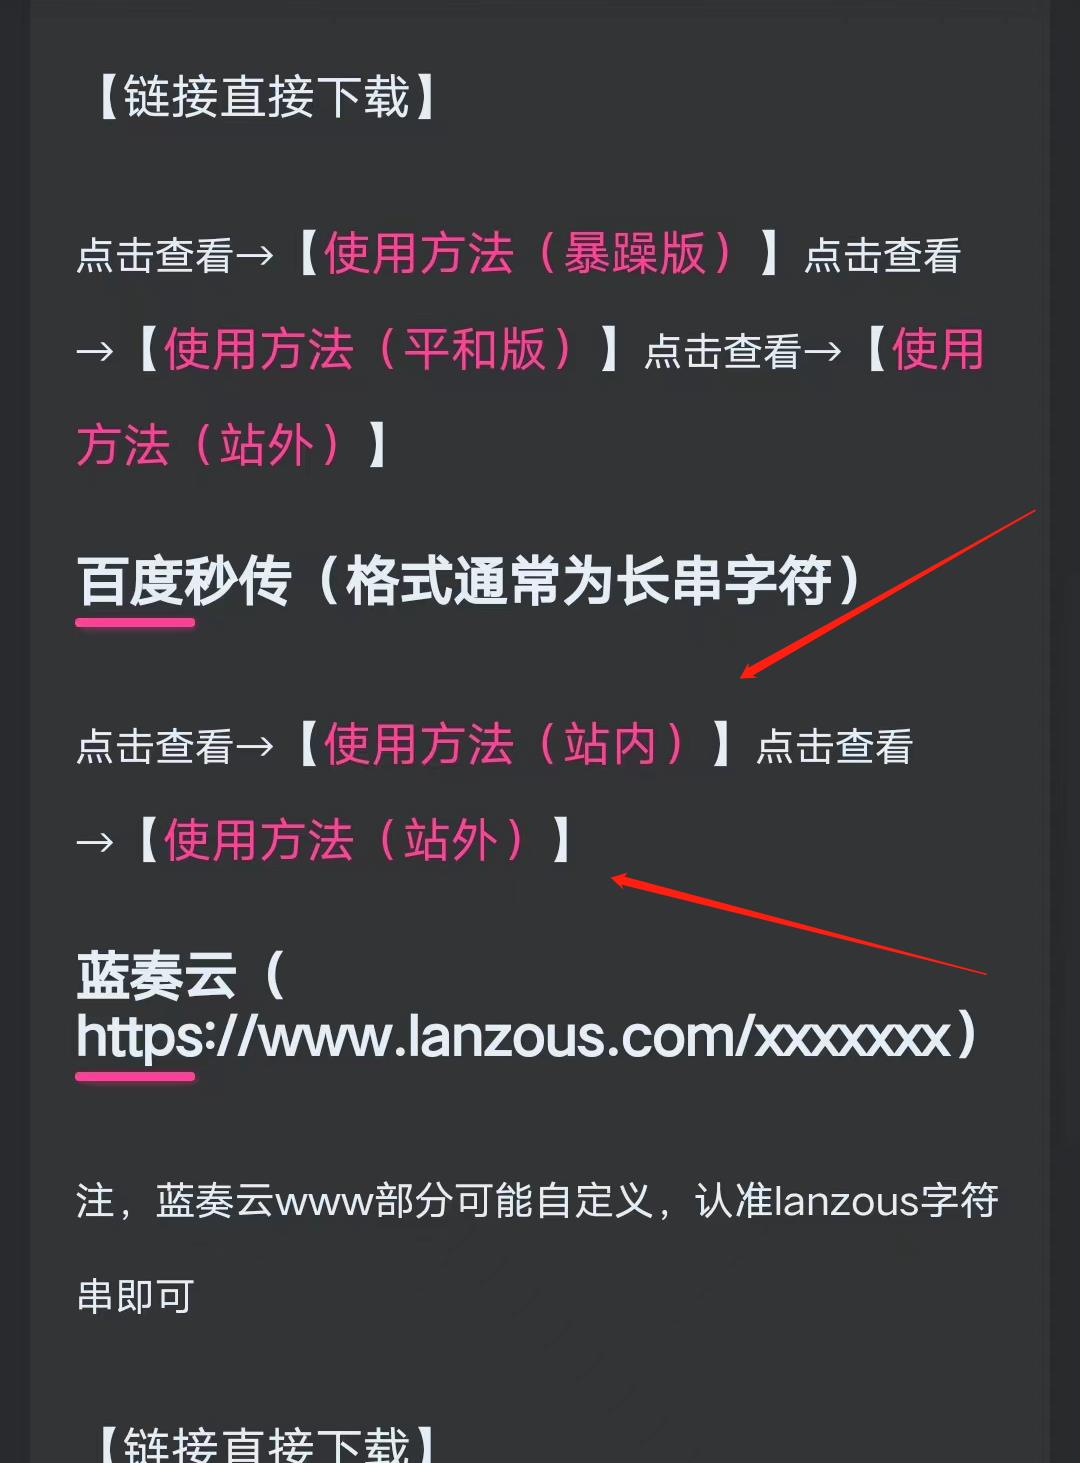 【链接直接下载】
点击查看→【使用方法（暴躁版）】点击查看
→【使用方法（平和版）】点击查看→【使用
方法（站外）】
百度秒传（格式通常为长串字符）
点击查看→【使用方法（站内）】点击查看
→【使用方法（站外）】
蓝奏云（
https://www.lanzous.com/xxxxxxx）
注，蓝奏云www部分可能自定义，认准lanzous字符
串即可
【链接直接下载】